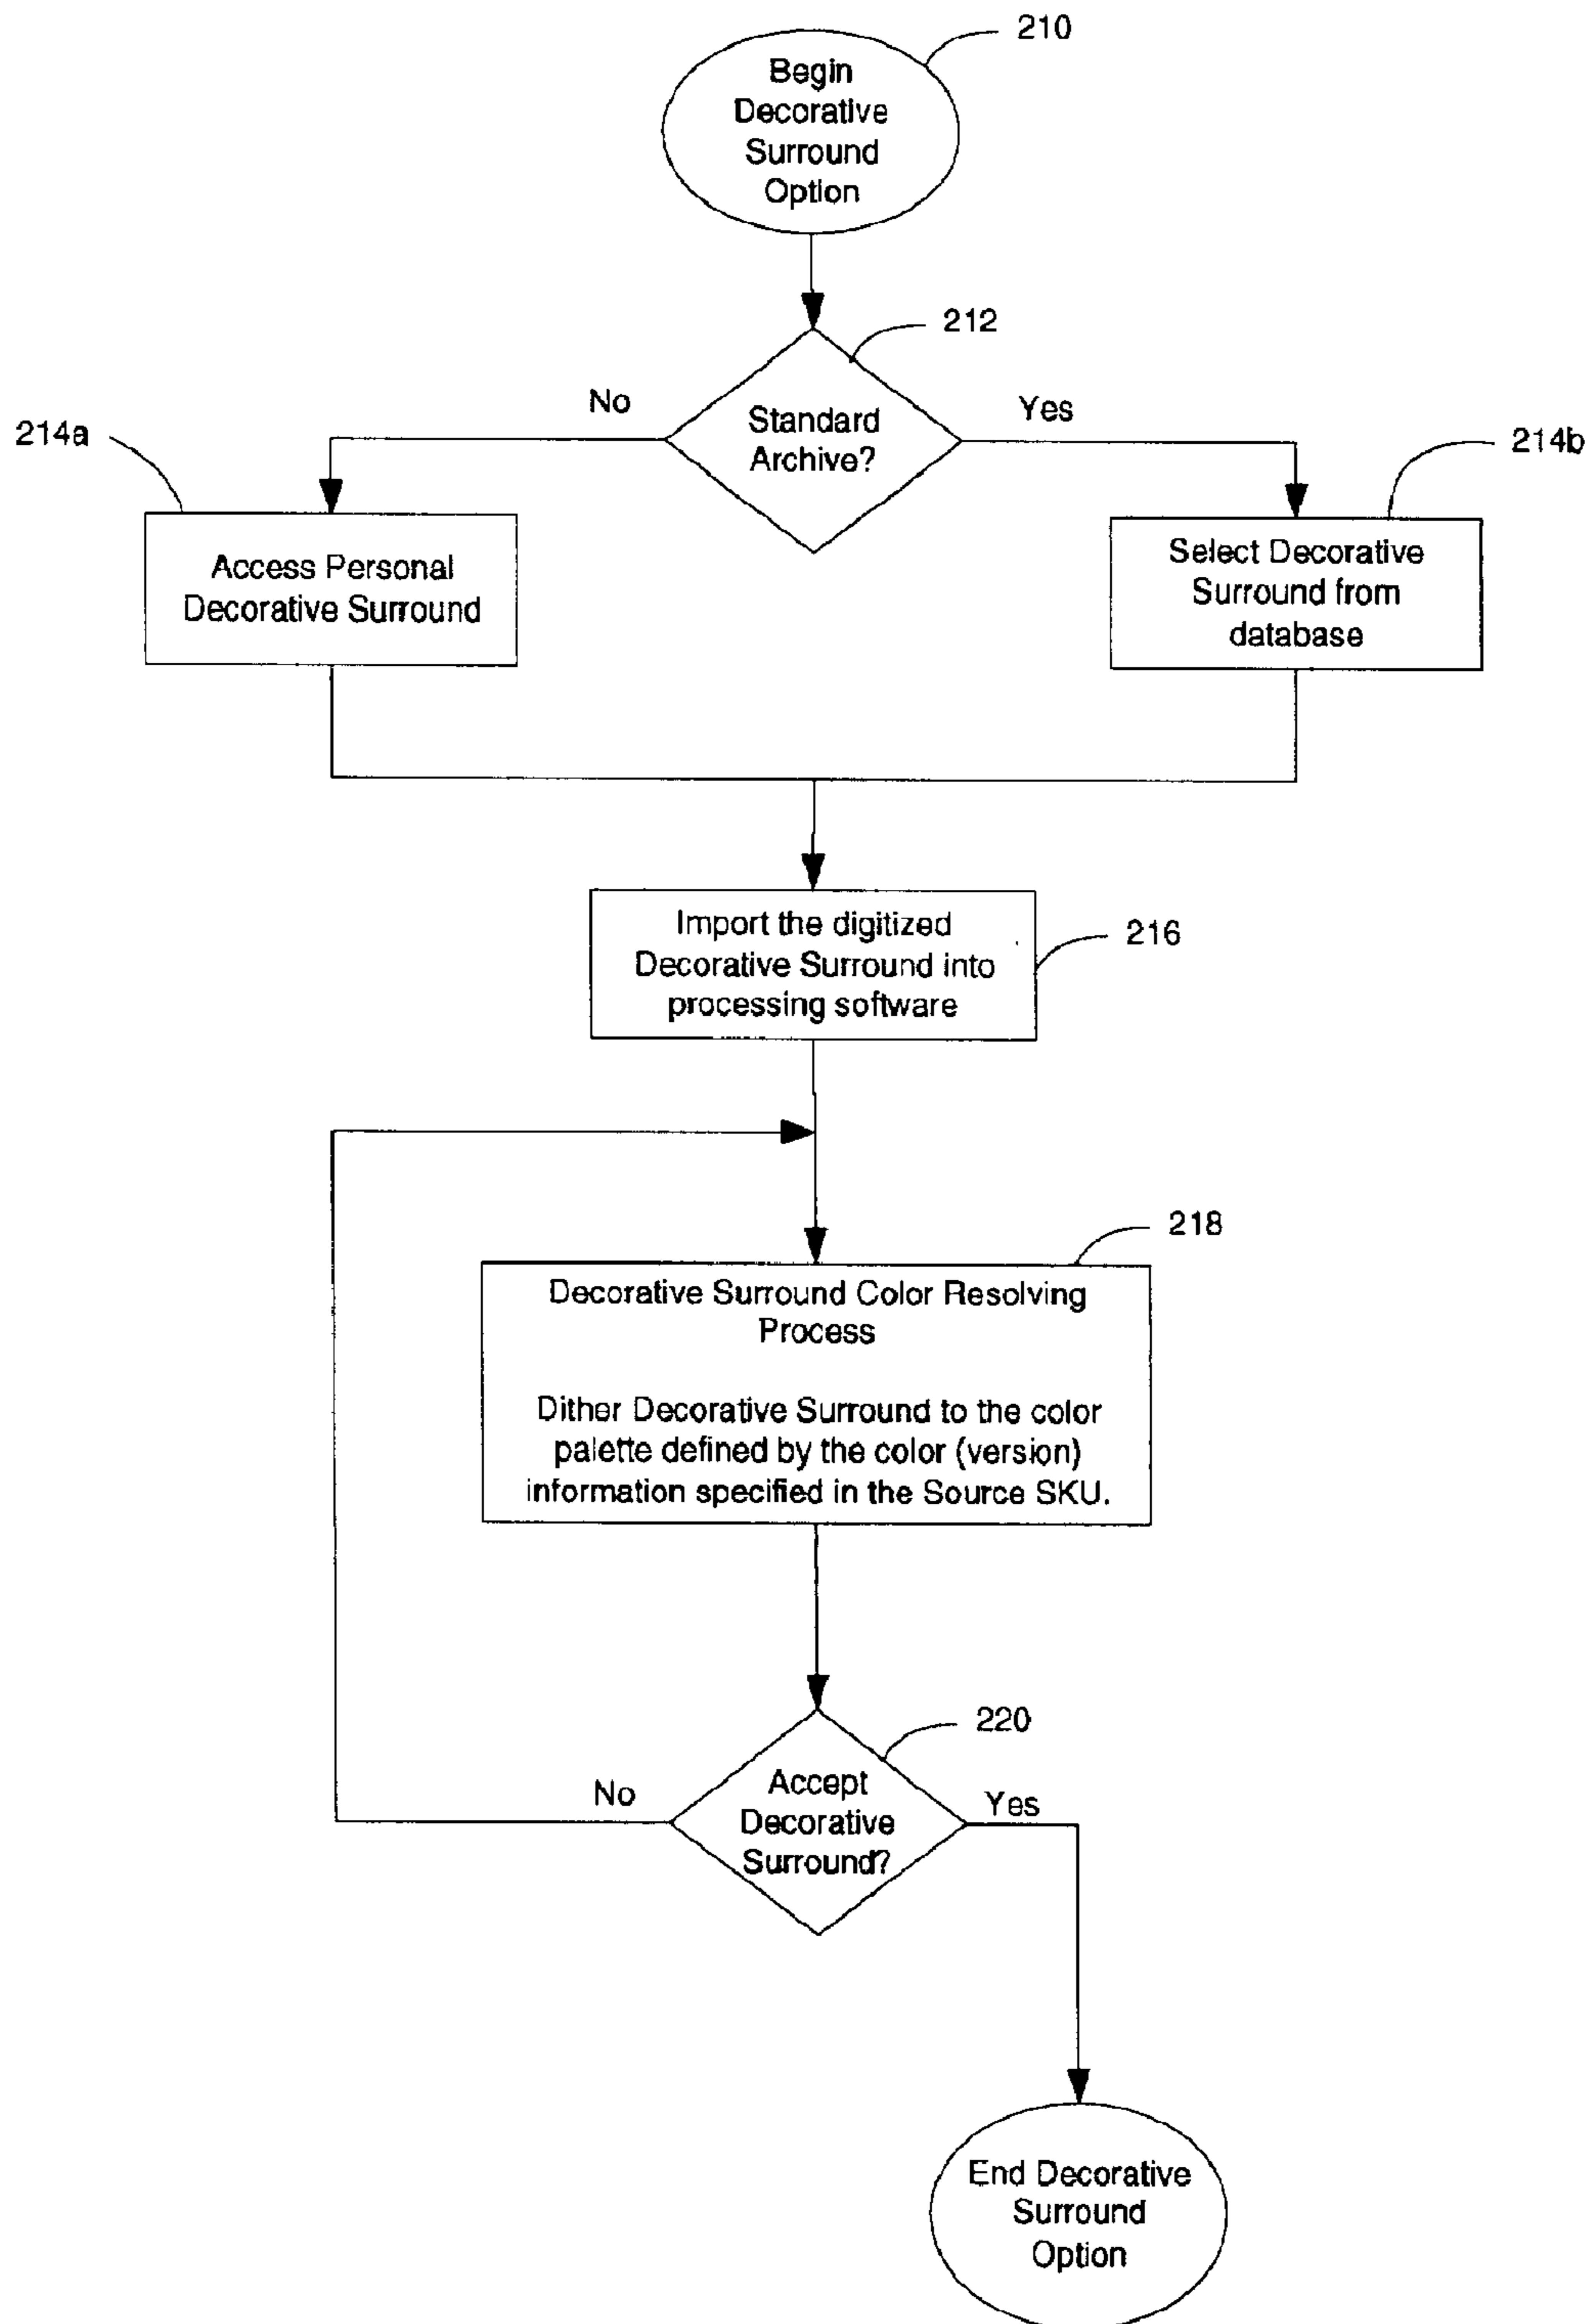 210
Begin
Decorative
Surround
Option
212
No
Standard
Archive?
Yes
214a
214b
Access Personal
Decorative Surround
Select Decorative
Surround from
database
Import the digitized
Decorative Surround into
processing software
216
218
Decorative Surround Color Resolving
Process
Dither Decorative Surround to the color
palette defined by the color (version)
information specified in the Source SKU.
220
No
Accept
Decorative
Surround?
Yes
End Decorative
Surround
Option